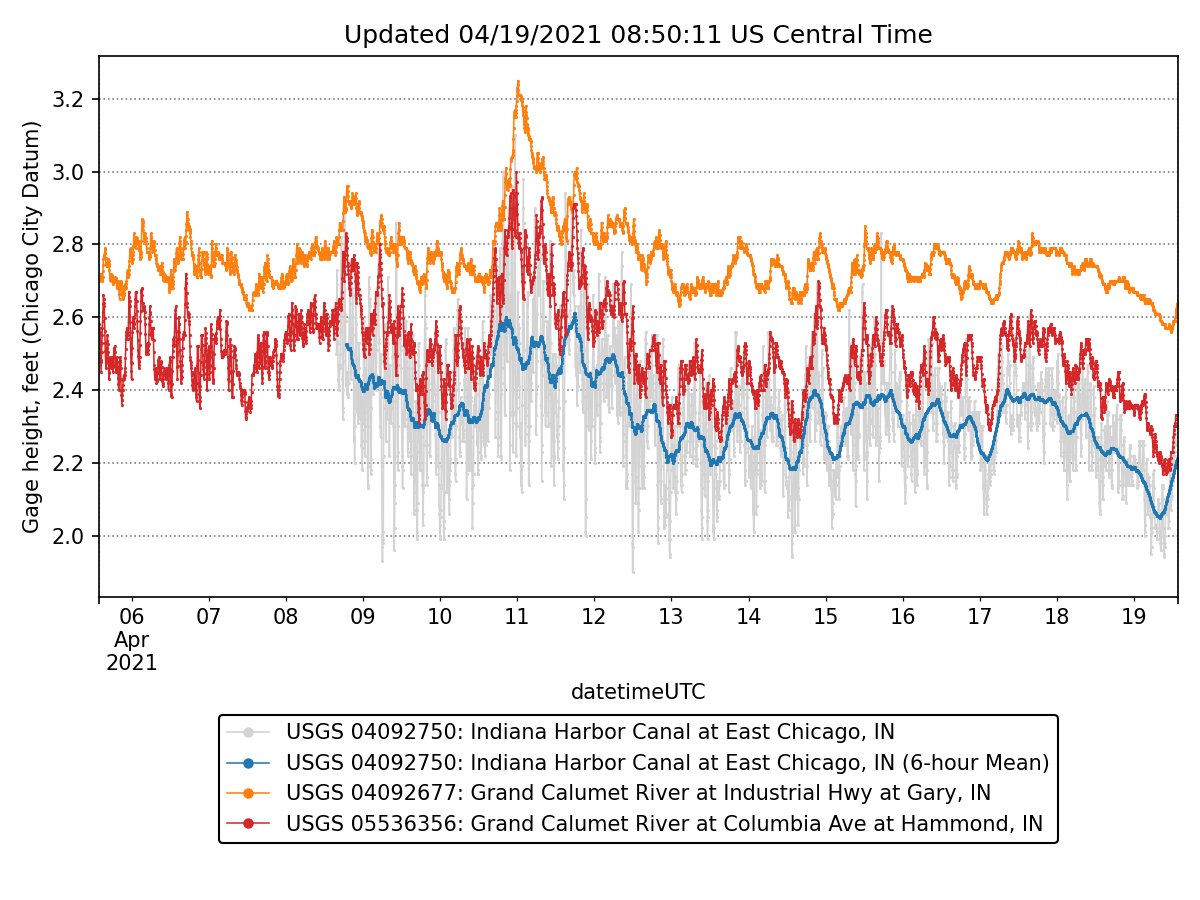 Updated 04/19/2021 08:50:11 US Central Time
Gage height, feet (Chicago City Datum)
3.2
3.0
2.8
2.6
2.4
2.2
2.0
06 07 08 09 10 11 12 13 14 15 16 17 18 19
Apr
2021
datetimeUTC
USGS 04092750: Indiana Harbor Canal at East Chicago, IN
USGS 04092750: Indiana Harbor Canal at East Chicago, IN (6-hour Mean)
USGS 04092677: Grand Calumet River at Industrial Hwy at Gary, IN
USGS 05536356: Grand Calumet River at Columbia Ave at Hammond, IN